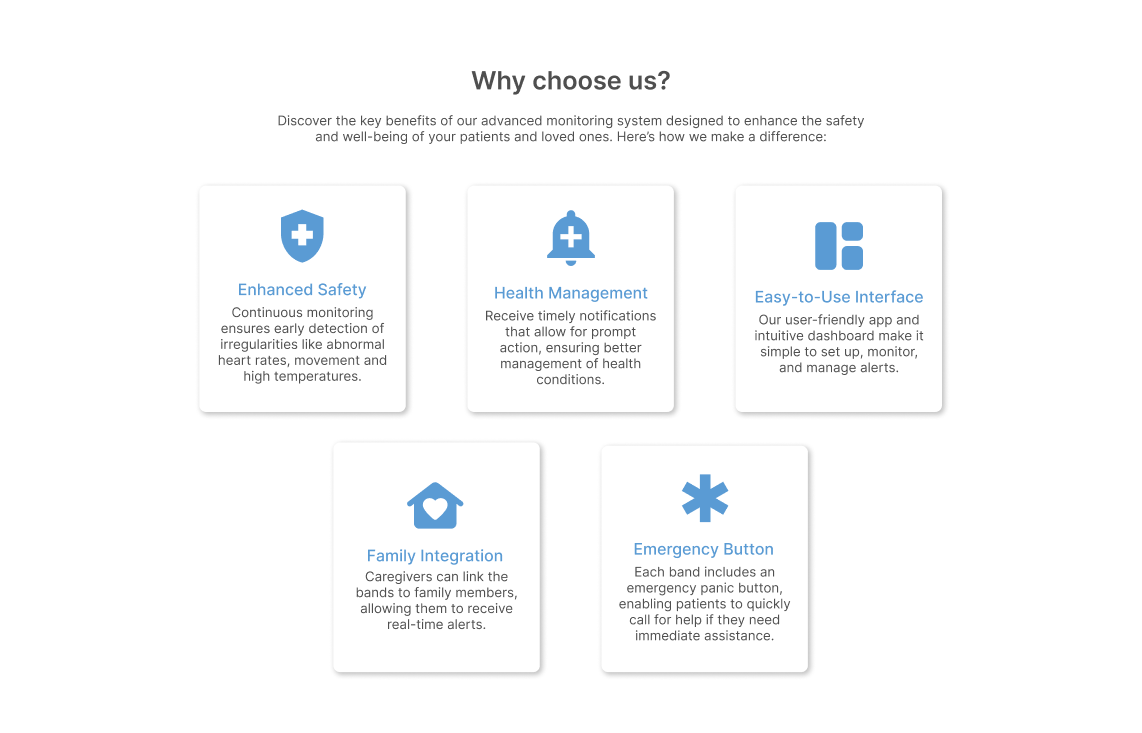 Why choose us?
Discover the key benefits of our advanced monitoring system designed to enhance the safety
and well-being of your patients and loved ones. Here’s how we make a difference:
Enhanced Safety
Continuous monitoring
ensures early detection of
irregularities like abnormal
heart rates, movement and
high temperatures.
Health Management
Receive timely notifications
that allow for prompt
action, ensuring better
management of health
conditions.
Easy-to-Use Interface
Our user-friendly app and
intuitive dashboard make it
simple to set up, monitor,
and manage alerts.
Family Integration
Caregivers can link the
bands to family members,
allowing them to receive
real-time alerts.
Emergency Button
Each band includes an
emergency panic button,
enabling patients to quickly
call for help if they need
immediate assistance.